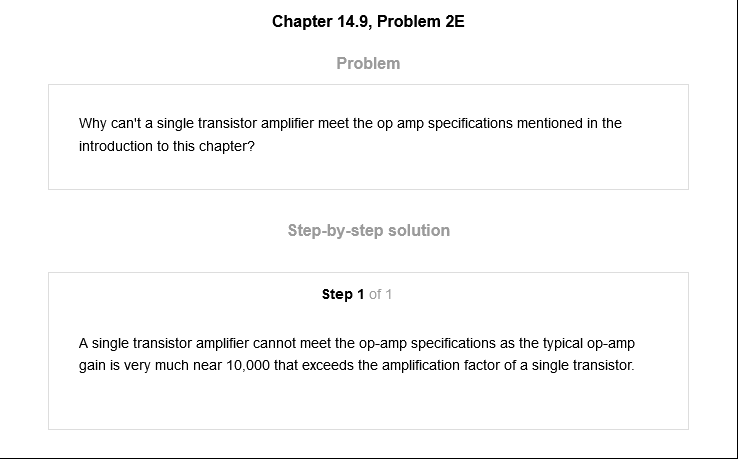 Chapter 14.9, Problem 2E
Problem
Why can't a single transistor amplifier meet the op amp specifications mentioned in the
introduction to this chapter?
Step-by-step solution
Step 1 of 1
A single transistor amplifier cannot meet the op-amp specifications as the typical op-amp
gain is very much near 10,000 that exceeds the amplification factor of a single transistor.